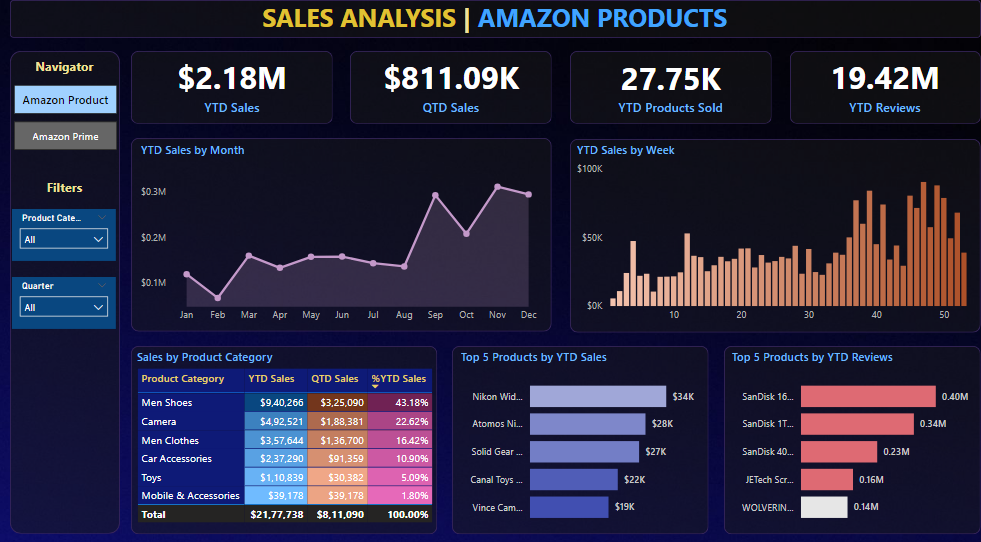 SALES ANALYSIS | AMAZON PRODUCTS
Navigator
Amazon Product
Amazon Prime
Filters
Product Cate...
All
Quarter
All
$2.18M
YTD Sales
$811.09K
QTD Sales
27.75K
YTD Products Sold
19.42M
YTD Reviews
YTD Sales by Month
$0.3M
$0.2M
$0.1M
Jan Feb Mar Apr May Jun Jul Aug Sep Oct Nov Dec
YTD Sales by Week
$100K
$50K
$0K
10 20 30 40 50
Sales by Product Category
Product Category YTD Sales QTD Sales %YTD Sales
Men Shoes $9,40,266 $3,25,090 43.18%
Camera $4,92,521 $1,88,381 22.62%
Men Clothes $3,57,644 $1,36,700 16.42%
Car Accessories $2,37,290 $91,359 10.90%
Toys $1,10,839 $30,382 5.09%
Mobile & Accessories $39,178 $39,178 1.80%
Total $21,77,738 $8,11,090 100.00%
Top 5 Products by YTD Sales
Nikon Wid... $34K
Atomos Ni... $28K
Solid Gear ... $27K
Canal Toys ... $22K
Vince Cam... $19K
Top 5 Products by YTD Reviews
SanDisk 16... 0.40M
SanDisk 1T... 0.34M
SanDisk 40... 0.23M
JETech Scr... 0.16M
WOLVERIN... 0.14M